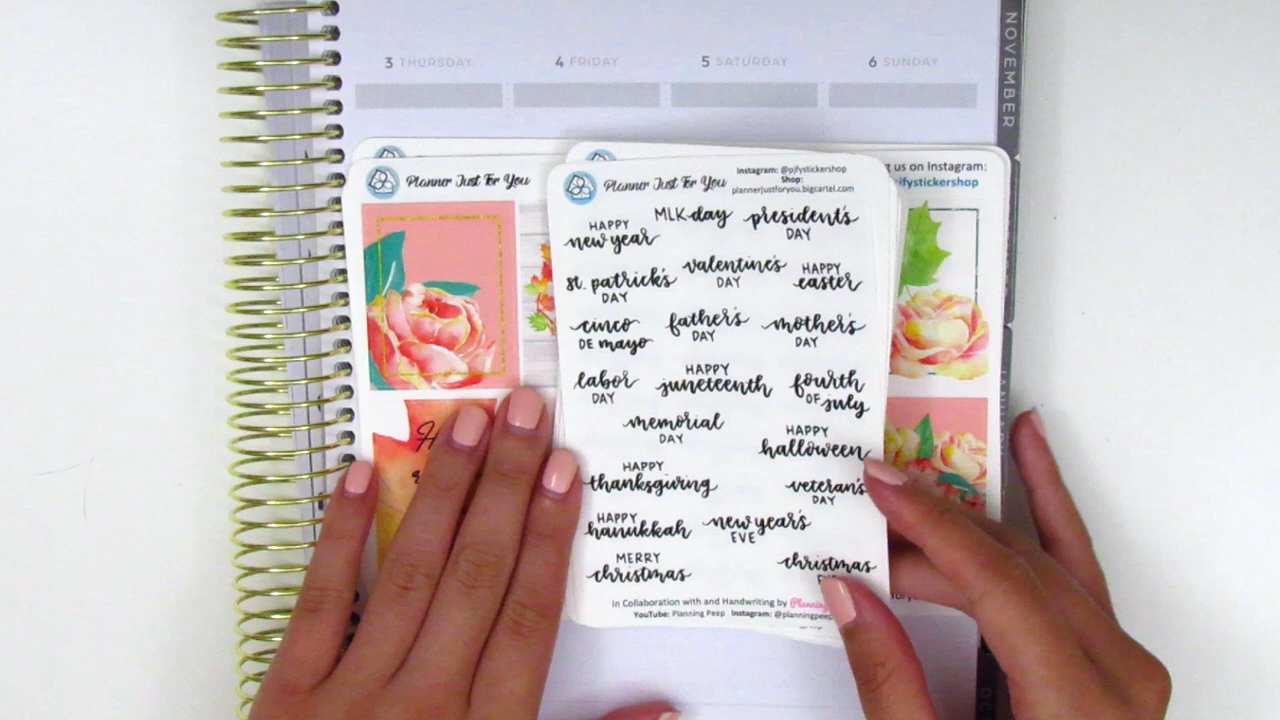 NOVEMBER
3 THURSDAY
4 FRIDAY
5 SATURDAY
6 SUNDAY
Planner Just For You
Planner Just For You
Instagram: @pjfystickershop
Shop:
plannerjustforyou.bigcartel.com
us on Instagram:
pjfystickershop
HAPPY
new year
MLK day
president's
DAY
st. patrick's
DAY
valentine's
DAY
HAPPY
easter
cinco
DE mayo
father's
DAY
mother's
DAY
labor
DAY
HAPPY
juneteenth
fourth
OF july
memorial
DAY
HAPPY
halloween
HAPPY
thanksgiving
veteran's
DAY
HAPPY
hanukkah
new year's
EVE
MERRY
christmas
christmas
In Collaboration with and Handwriting by
YouTube: Planning Peep Instagram: @planningpeep